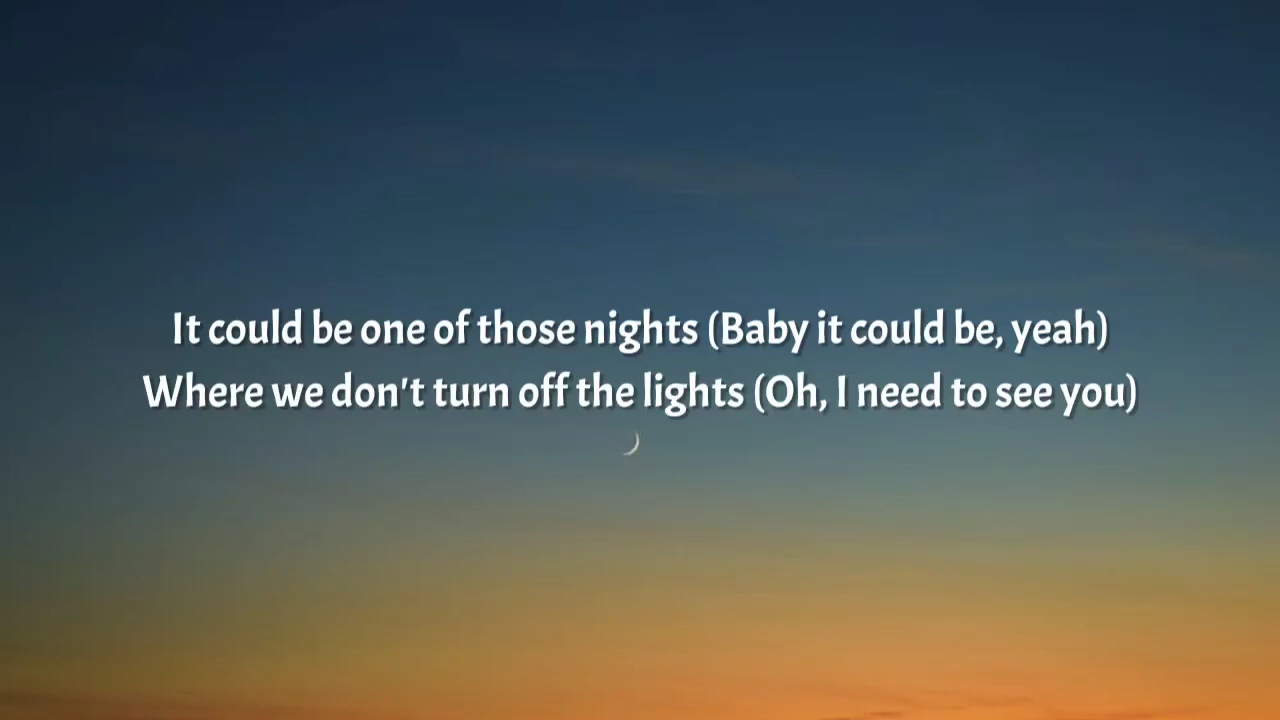 It could be one of those nights (Baby it could be, yeah)
Where we don't turn off the lights (Oh, I need to see you)